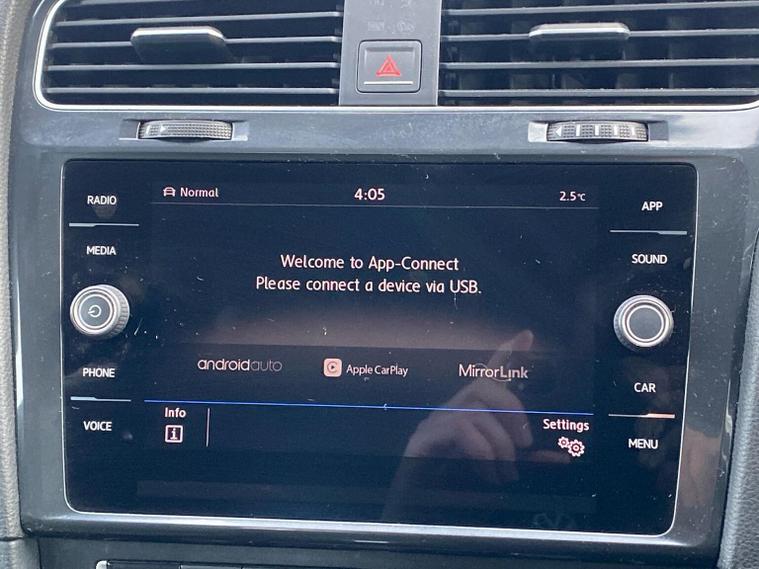 RADIO
MEDIA
PHONE
VOICE
Normal 4:05 2.5°C
Welcome to App-Connect
Please connect a device via USB.
androidauto Apple CarPlay MirrorLink
Info
Settings
APP
SOUND
CAR
MENU